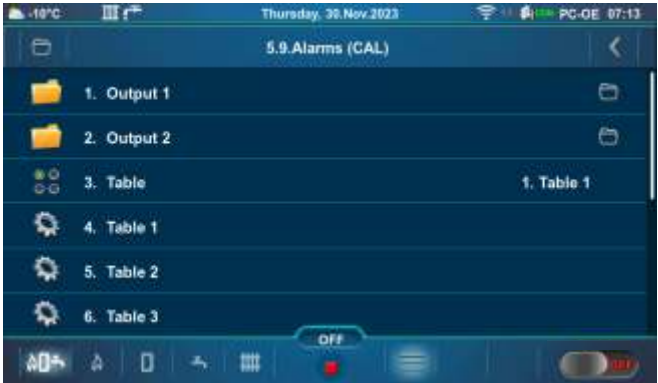 -10°C Thursday, 30.Nov.2023 PC-OE 07:13
5.9.Alarms (CAL)
1. Output 1
2. Output 2
3. Table 1. Table 1
4. Table 1
5. Table 2
6. Table 3
OFF
OFF